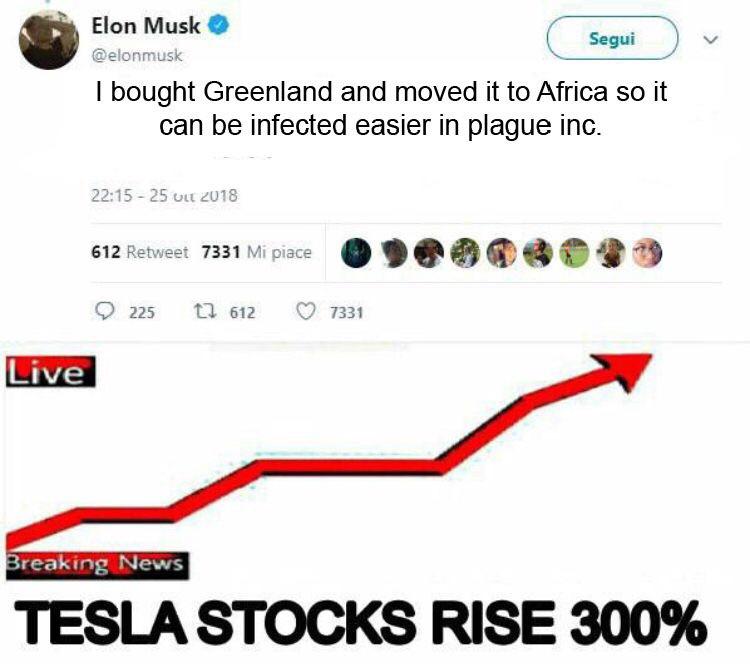 Elon Musk
@elonmusk
Segui
I bought Greenland and moved it to Africa so it
can be infected easier in plague inc.
22:15 - 25 ott 2018
612 Retweet 7331 Mi piace
225 612 7331
Live
Breaking News
TESLA STOCKS RISE 300%